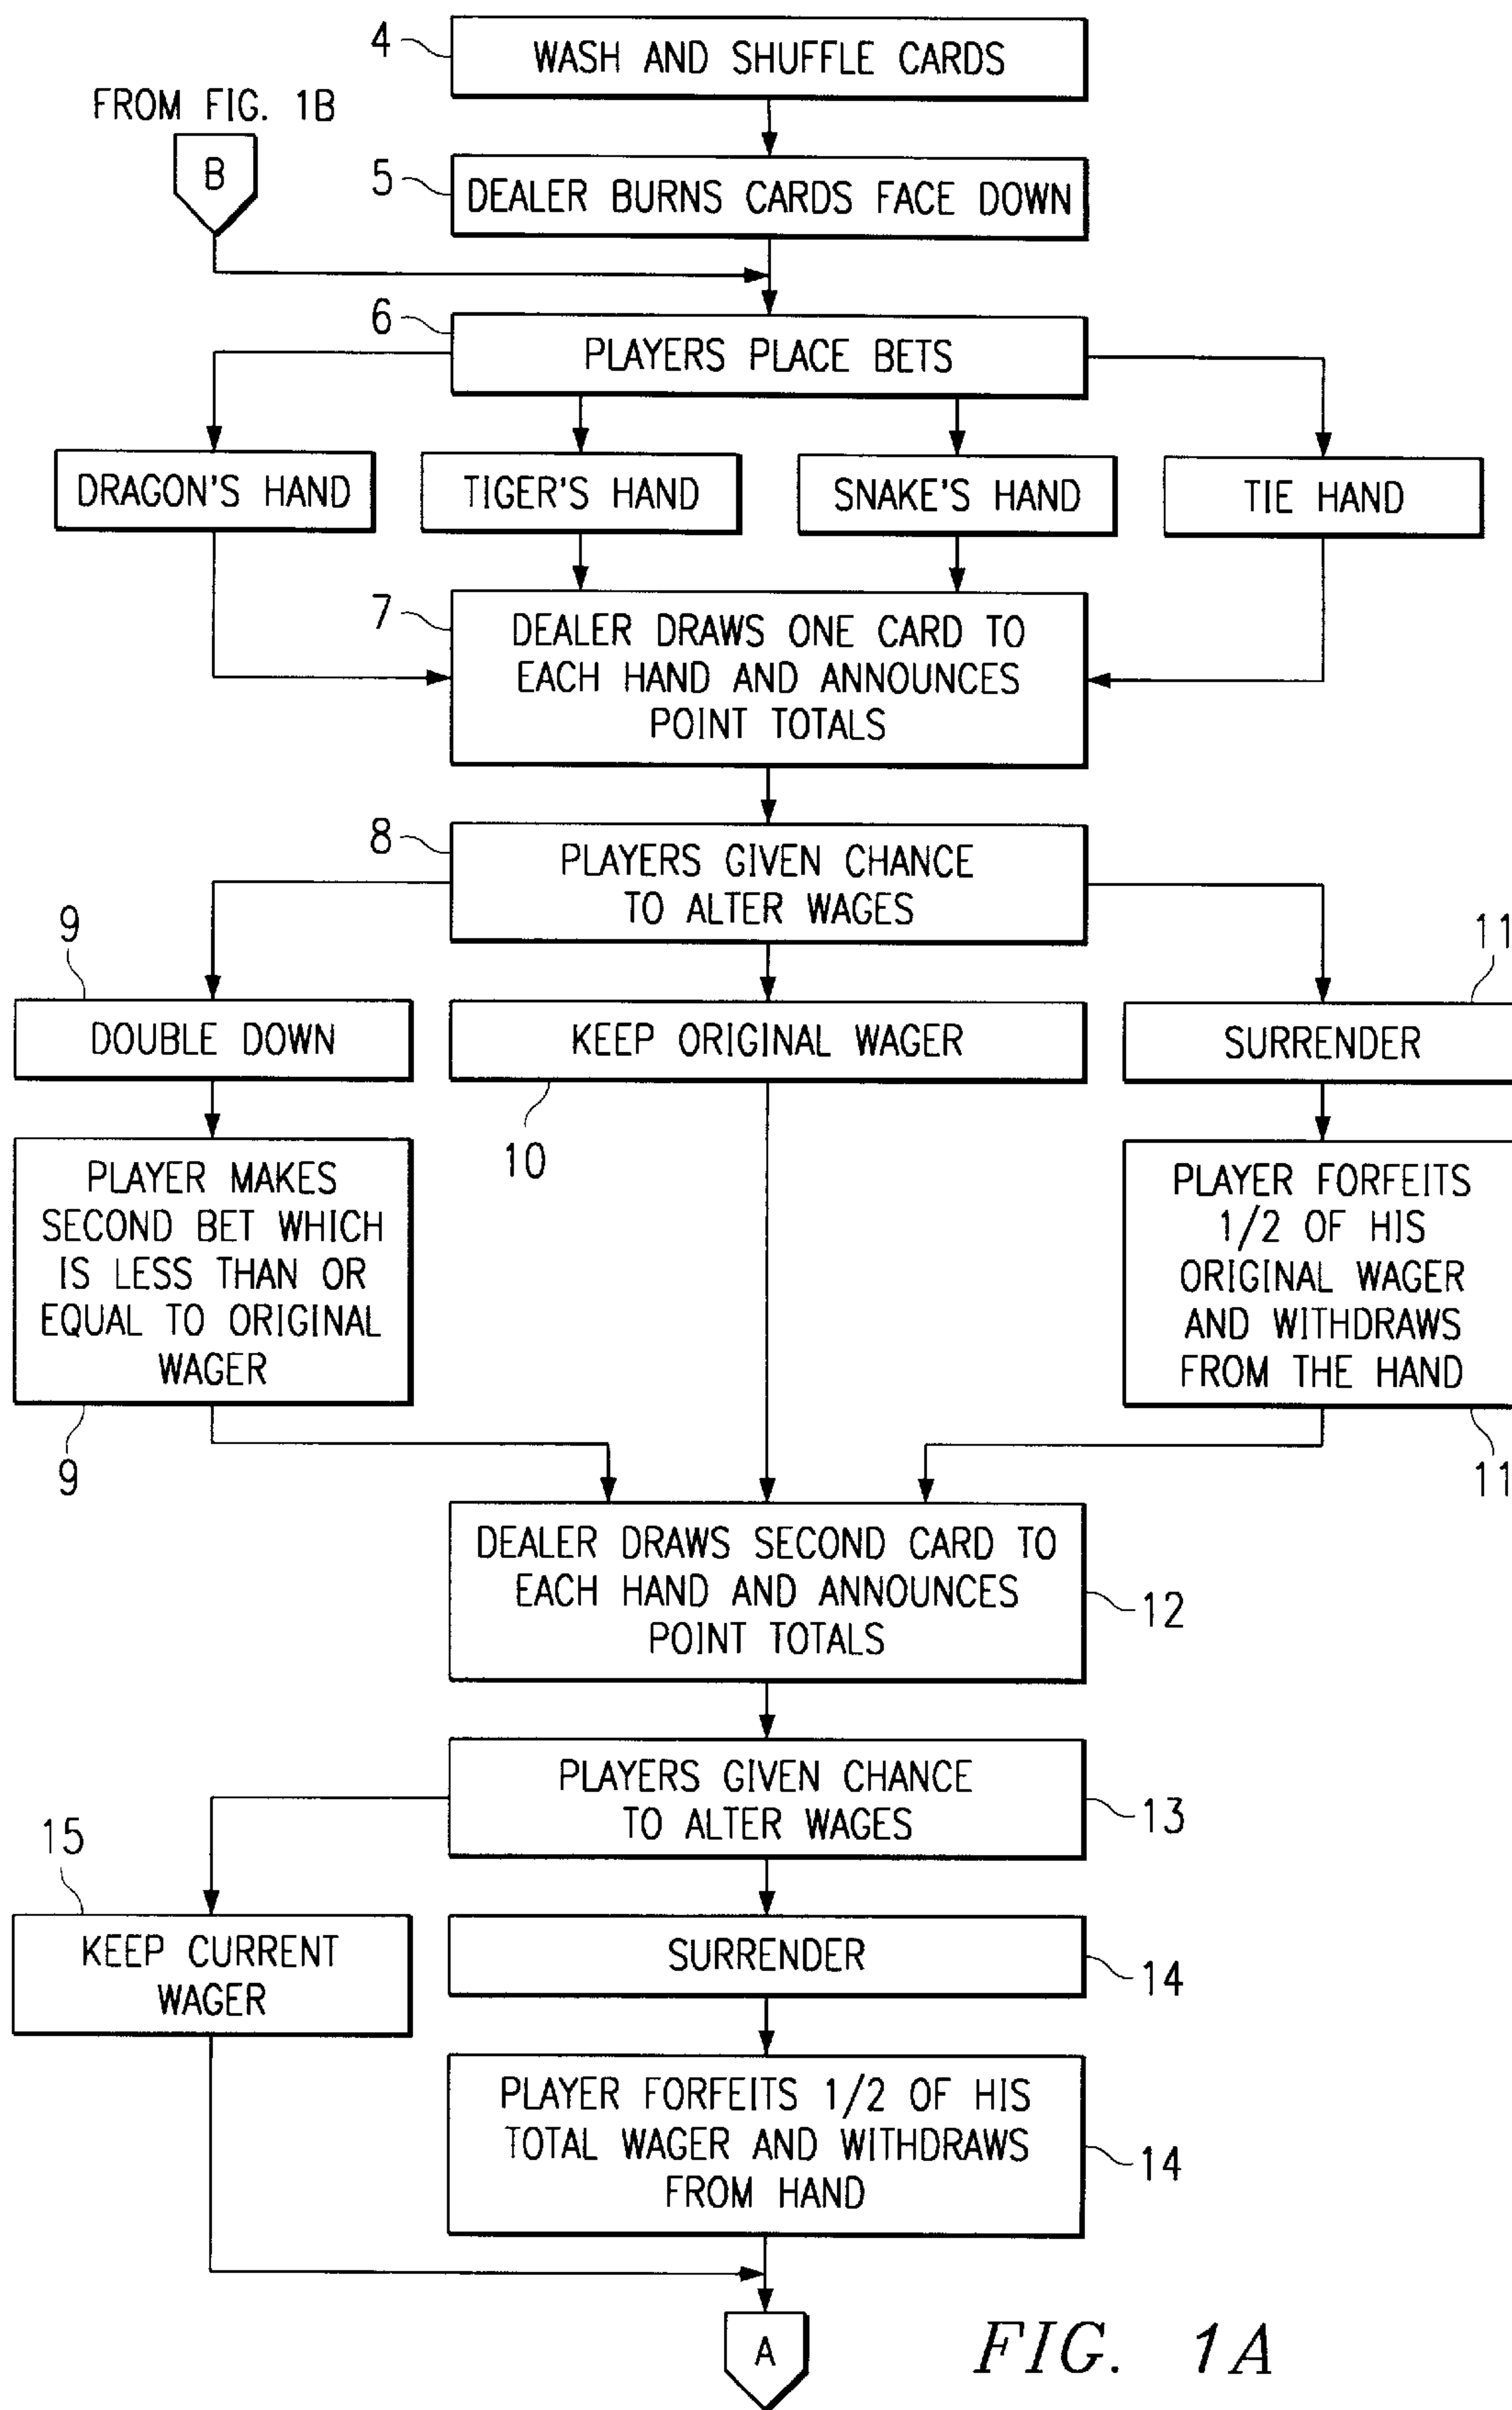 4
WASH AND SHUFFLE CARDS
FROM FIG. 1B
B
5
DEALER BURNS CARDS FACE DOWN
6
PLAYERS PLACE BETS
DRAGON'S HAND
TIGER'S HAND
SNAKE'S HAND
TIE HAND
7
DEALER DRAWS ONE CARD TO
EACH HAND AND ANNOUNCES
POINT TOTALS
8
PLAYERS GIVEN CHANCE
TO ALTER WAGES
9
11
DOUBLE DOWN
KEEP ORIGINAL WAGER
SURRENDER
10
PLAYER MAKES
SECOND BET WHICH
IS LESS THAN OR
EQUAL TO ORIGINAL
WAGER
PLAYER FORFEITS
1/2 OF HIS
ORIGINAL WAGER
AND WITHDRAWS
FROM THE HAND
9
11
DEALER DRAWS SECOND CARD TO
EACH HAND AND ANNOUNCES
POINT TOTALS
12
PLAYERS GIVEN CHANCE
TO ALTER WAGES
13
15
KEEP CURRENT
WAGER
SURRENDER
14
PLAYER FORFEITS 1/2 OF HIS
TOTAL WAGER AND WITHDRAWS
FROM HAND
14
A
FIG. 1A